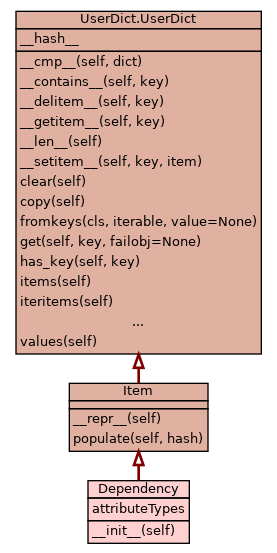 UserDict.UserDict
__hash__
__cmp__(self, dict)
__contains__(self, key)
__delitem__(self, key)
__getitem__(self, key)
__len__(self)
__setitem__(self, key, item)
clear(self)
copy(self)
fromkeys(cls, iterable, value=None)
get(self, key, failobj=None)
has_key(self, key)
items(self)
iteritems(self)
...
values(self)
Item
__repr__(self)
populate(self, hash)
Dependency
attributeTypes
__init__(self)